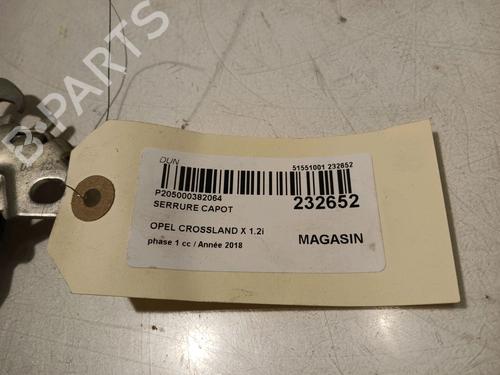 DUN
51551001 232652
P205000382064
SERRURE CAPOT
232652
OPEL CROSSLAND X 1.2i
phase 1 cc / Année 2018
MAGASIN
B-PARTS